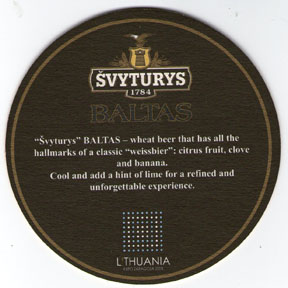 ŠVYTURYS
1784
BALTAS
“Švyturys” BALTAS – wheat beer that has all the
hallmarks of a classic “weissbier”: citrus fruit, clove
and banana.
Cool and add a hint of lime for a refined and
unforgettable experience.
L'THUANIA